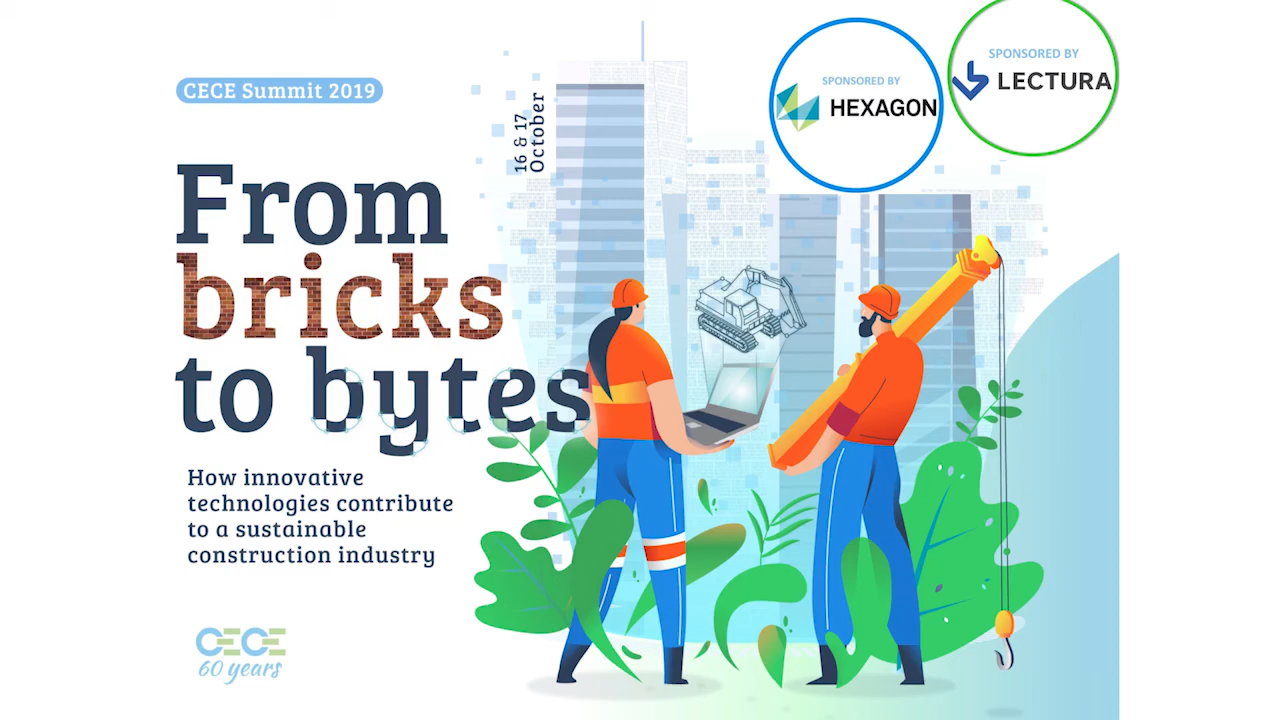 CECE Summit 2019
16 & 17
October
SPONSORED BY
HEXAGON
SPONSORED BY
LECTURA
From
bricks
to bytes
How innovative
technologies contribute
to a sustainable
construction industry
CECE
60 years